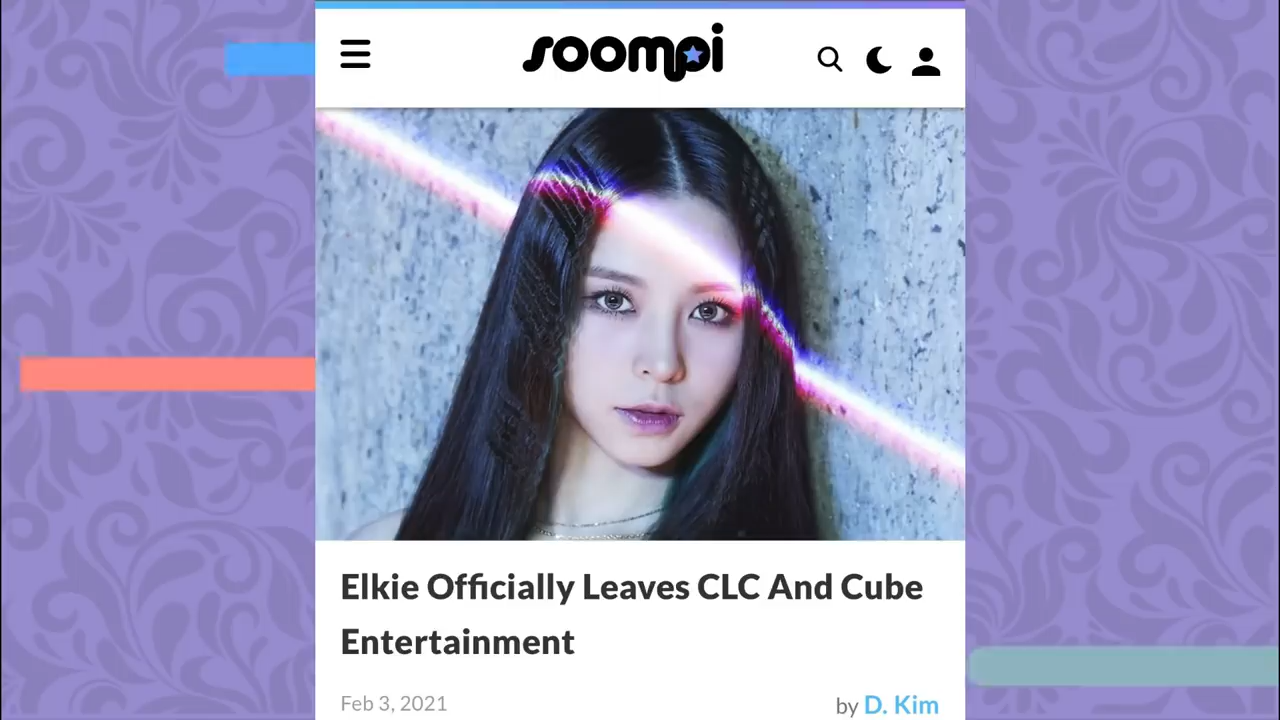 soompi
Elkie Officially Leaves CLC And Cube
Entertainment
Feb 3, 2021
by D. Kim